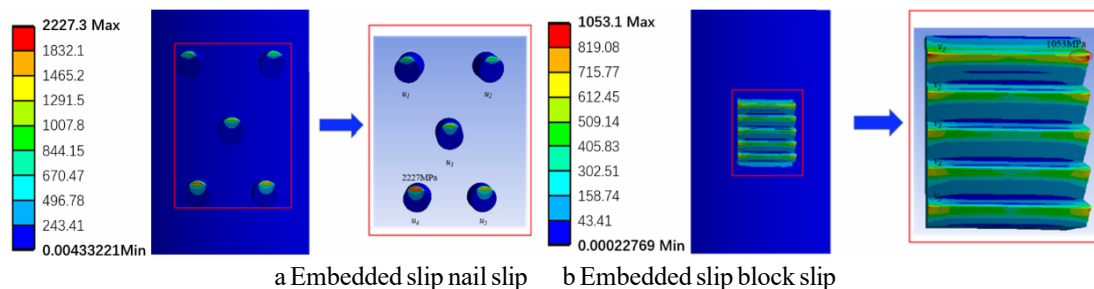 2227.3 Max
1832.1
1465.2
1291.5
1007.8
844.15
670.47
496.78
243.41
0.00433221Min
u1
u2
u3
2227MPa
u4
u5
1053.1 Max
819.08
715.77
612.45
509.14
405.83
302.51
158.74
43.41
0.00022769 Min
v1
1053MPa
a Embedded slip nail slip b Embedded slip block slip